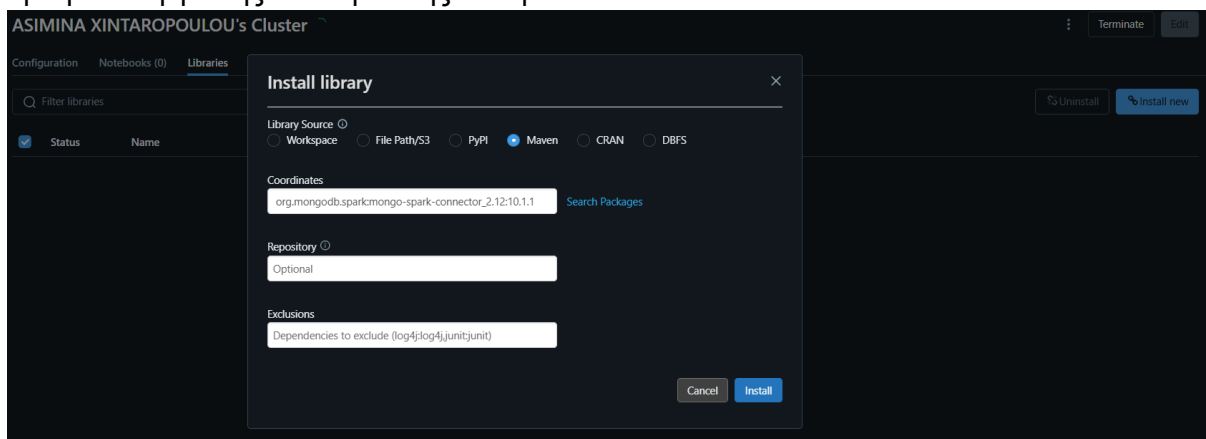 ASIMINA XINTAROPOULOU's Cluster
Terminate Edit
Configuration Notebooks (0) Libraries
Filter libraries
Uninstall Install new
Status Name
Install library
Library Source
Workspace File Path/S3 PyPI Maven CRAN DBFS
Coordinates
org.mongodb.spark:mongo-spark-connector_2.12:10.1.1 Search Packages
Repository
Optional
Exclusions
Dependencies to exclude (log4j:log4j,junit:junit)
Cancel Install